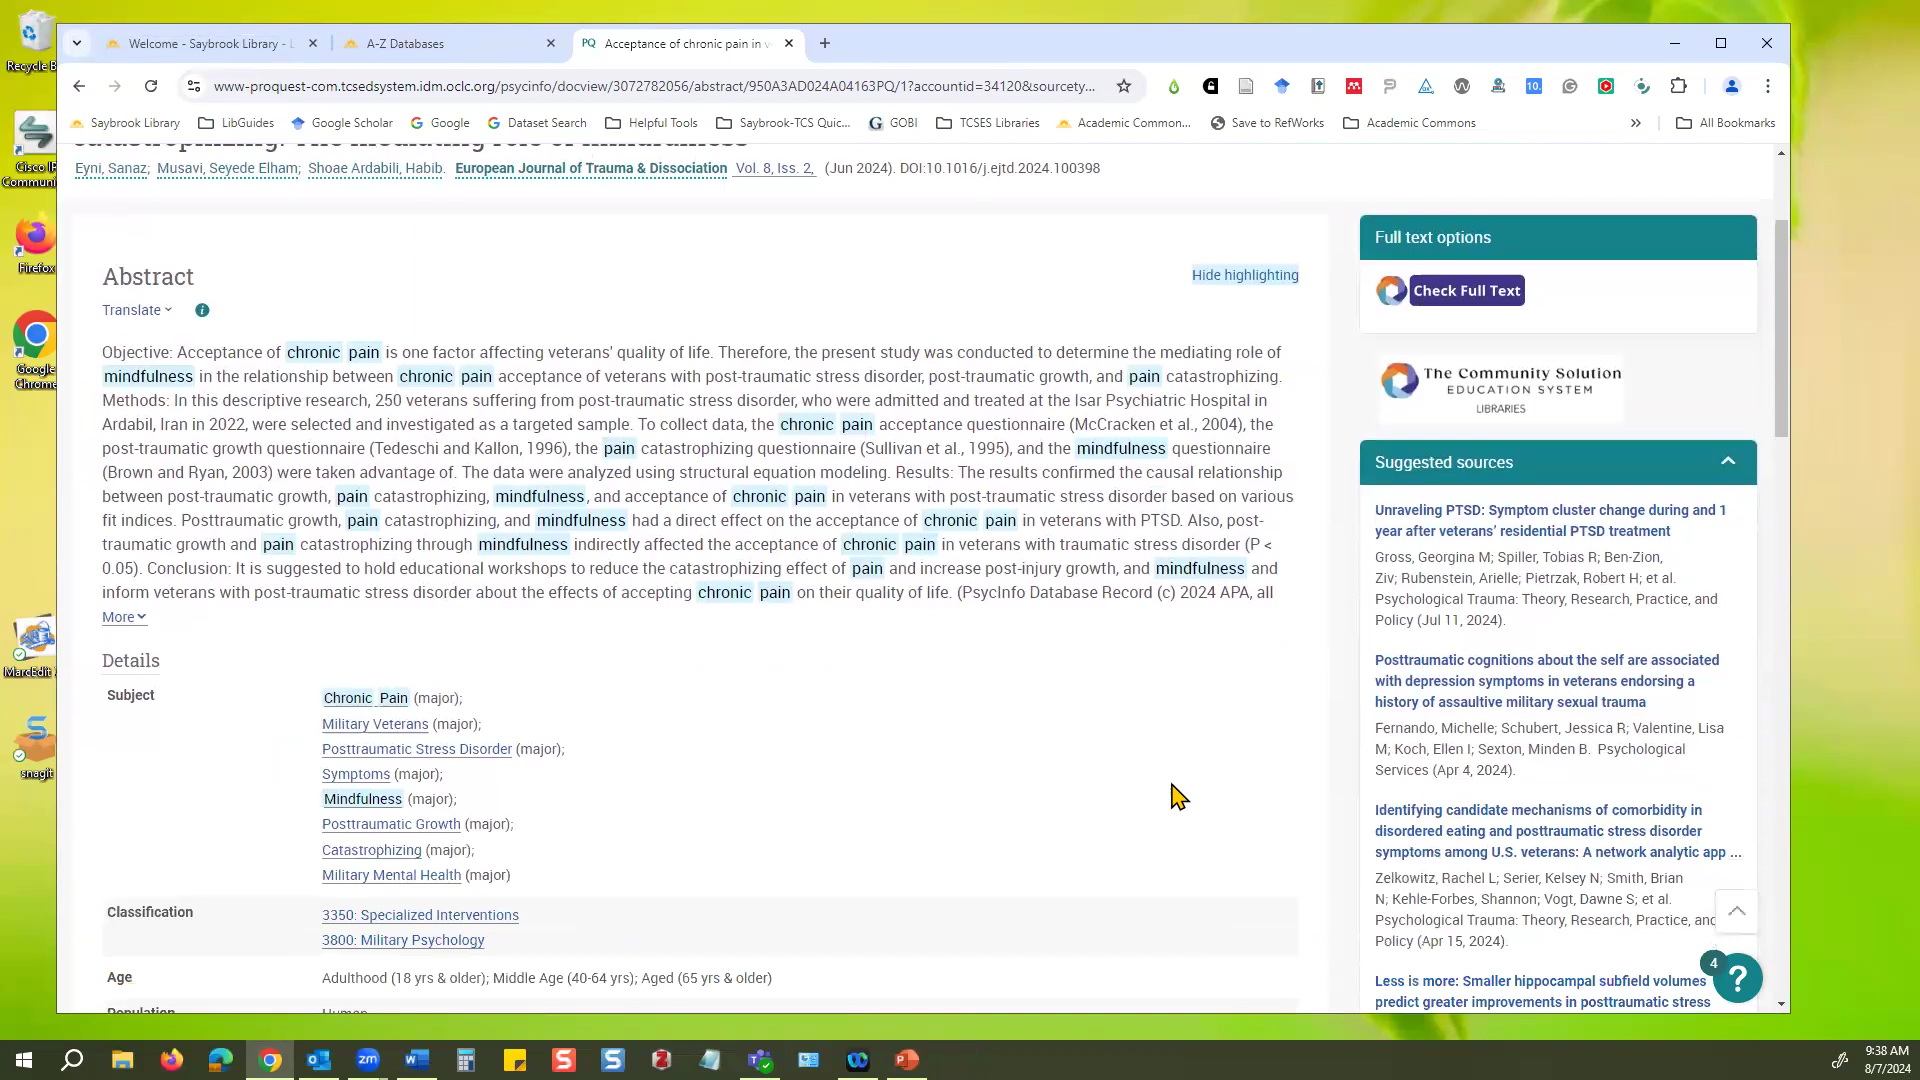 Recycle B
Cisco IP
Communi
Firefox
Google
Chrome
MarcEdit
snagit
Welcome - Saybrook Library -
A-Z Databases
PQ Acceptance of chronic pain in v
www-proquest-com.tcsedsystem.idm.oclc.org/psycinfo/docview/3072782056/abstract/950A3AD024A04163PQ/1?accountid=34120&sourcety...
Saybrook Library
LibGuides
Google Scholar
Google
Dataset Search
Helpful Tools
Saybrook-TCS Quic...
GOBI
TCSES Libraries
Academic Common...
Save to RefWorks
Academic Commons
»
All Bookmarks
catastrophizing: The mediating role of mindfulness
Eyni, Sanaz; Musavi, Seyede Elham; Shoae Ardabili, Habib. European Journal of Trauma & Dissociation Vol. 8, Iss. 2, (Jun 2024). DOI:10.1016/j.ejtd.2024.100398
Abstract
Hide highlighting
Translate
Objective: Acceptance of chronic pain is one factor affecting veterans' quality of life. Therefore, the present study was conducted to determine the mediating role of
mindfulness in the relationship between chronic pain acceptance of veterans with post-traumatic stress disorder, post-traumatic growth, and pain catastrophizing.
Methods: In this descriptive research, 250 veterans suffering from post-traumatic stress disorder, who were admitted and treated at the Isar Psychiatric Hospital in
Ardabil, Iran in 2022, were selected and investigated as a targeted sample. To collect data, the chronic pain acceptance questionnaire (McCracken et al., 2004), the
post-traumatic growth questionnaire (Tedeschi and Kallon, 1996), the pain catastrophizing questionnaire (Sullivan et al., 1995), and the mindfulness questionnaire
(Brown and Ryan, 2003) were taken advantage of. The data were analyzed using structural equation modeling. Results: The results confirmed the causal relationship
between post-traumatic growth, pain catastrophizing, mindfulness, and acceptance of chronic pain in veterans with post-traumatic stress disorder based on various
fit indices. Posttraumatic growth, pain catastrophizing, and mindfulness had a direct effect on the acceptance of chronic pain in veterans with PTSD. Also, post-
traumatic growth and pain catastrophizing through mindfulness indirectly affected the acceptance of chronic pain in veterans with traumatic stress disorder (P <
0.05). Conclusion: It is suggested to hold educational workshops to reduce the catastrophizing effect of pain and increase post-injury growth, and mindfulness and
inform veterans with post-traumatic stress disorder about the effects of accepting chronic pain on their quality of life. (PsycInfo Database Record (c) 2024 APA, all
More
Details
Subject
Chronic Pain (major);
Military Veterans (major);
Posttraumatic Stress Disorder (major);
Symptoms (major);
Mindfulness (major);
Posttraumatic Growth (major);
Catastrophizing (major);
Military Mental Health (major)
Classification
3350: Specialized Interventions
3800: Military Psychology
Age
Adulthood (18 yrs & older); Middle Age (40-64 yrs); Aged (65 yrs & older)
Population
Human
Full text options
Check Full Text
The Community Solution
EDUCATION SYSTEM
LIBRARIES
Suggested sources
Unraveling PTSD: Symptom cluster change during and 1
year after veterans' residential PTSD treatment
Gross, Georgina M; Spiller, Tobias R; Ben-Zion,
Ziv; Rubenstein, Arielle; Pietrzak, Robert H; et al.
Psychological Trauma: Theory, Research, Practice, and
Policy (Jul 11, 2024).
Posttraumatic cognitions about the self are associated
with depression symptoms in veterans endorsing a
history of assaultive military sexual trauma
Fernando, Michelle; Schubert, Jessica R; Valentine, Lisa
M; Koch, Ellen I; Sexton, Minden B. Psychological
Services (Apr 4, 2024).
Identifying candidate mechanisms of comorbidity in
disordered eating and posttraumatic stress disorder
symptoms among U.S. veterans: A network analytic app ...
Zelkowitz, Rachel L; Serier, Kelsey N; Smith, Brian
N; Kehle-Forbes, Shannon; Vogt, Dawne S; et al.
Psychological Trauma: Theory, Research, Practice, and
Policy (Apr 15, 2024).
Less is more: Smaller hippocampal subfield volumes
predict greater improvements in posttraumatic stress
4
?
9:38 AM
8/7/2024